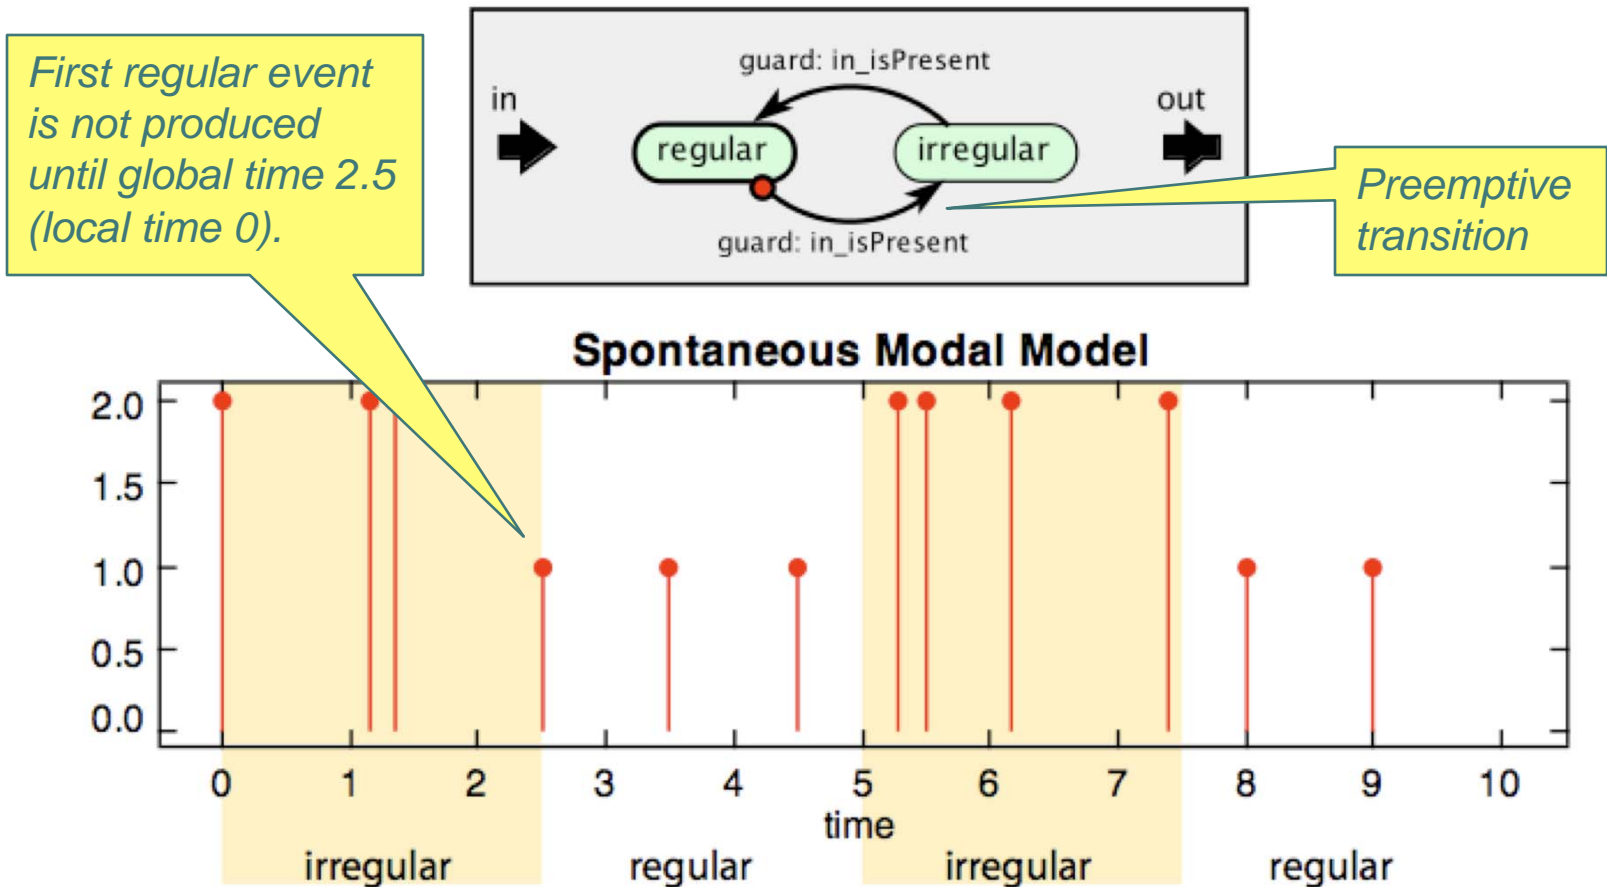 First regular event
is not produced
until global time 2.5
(local time 0).
guard: in_isPresent
in
out
regular
irregular
guard: in_isPresent
Preemptive
transition
Spontaneous Modal Model
2.0
1.5
1.0
0.5
0.0
0 1 2 3 4 5 6 7 8 9 10
time
irregular regular irregular regular